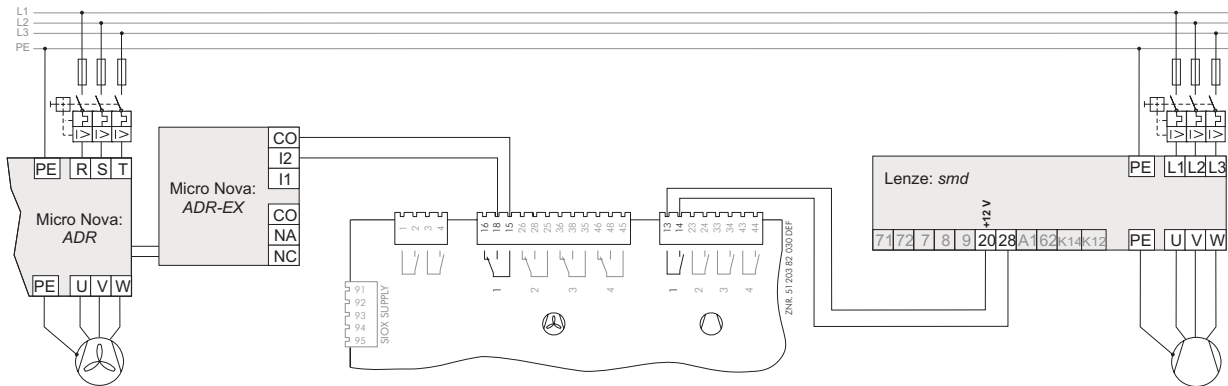 L1
L2
L3
PE
PE R S T
I> I> I>
Micro Nova:
ADR
PE U V W
Micro Nova:
ADR-EX
CO
I2
I1
CO
NA
NC
1 2 3 4
16 18 15 26 28 25 36 38 35 46 48 45
13 14 23 24 33 34 43 44
1 2 3 4
1 2 3 4
91
92
93
94
95
SIOX SUPPLY
ZNR. 51203 82 030 DEF
I> I> I>
PE L1 L2 L3
Lenze: smd
+12 V
71 72 7 8 9 20 28 A1 62 K14 K12
PE U V W